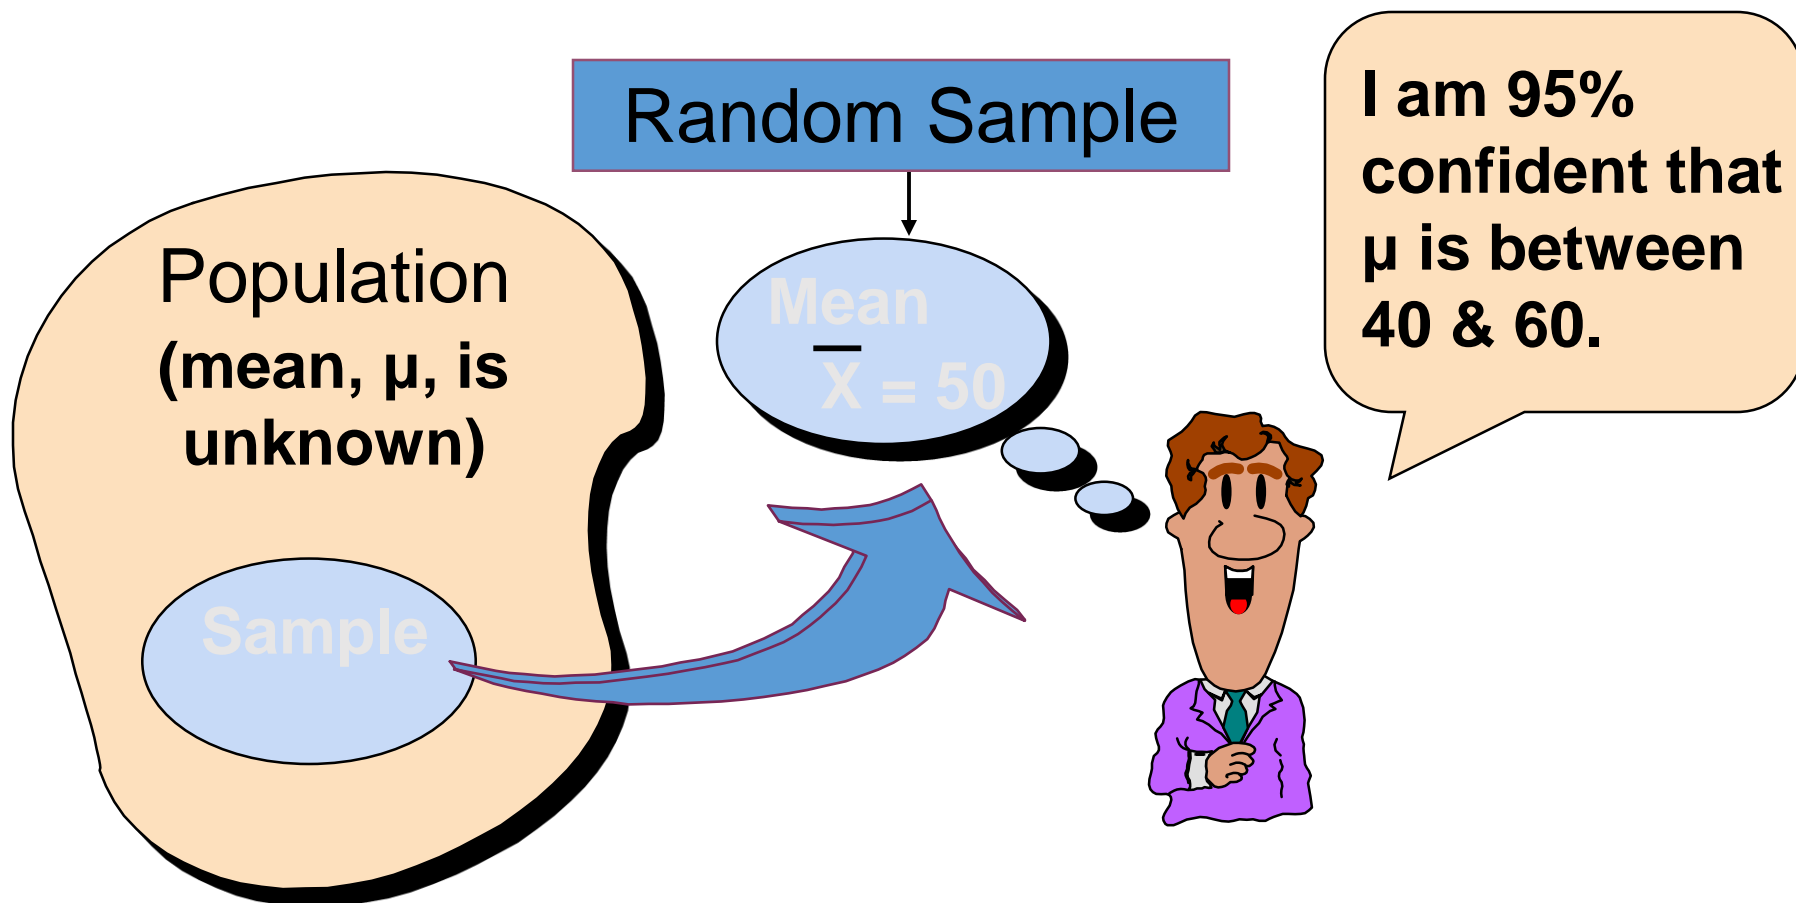 Random Sample
I am 95%
confident that
μ is between
40 & 60.
Population
(mean, μ, is
unknown)
Mean
X̅ = 50
Sample